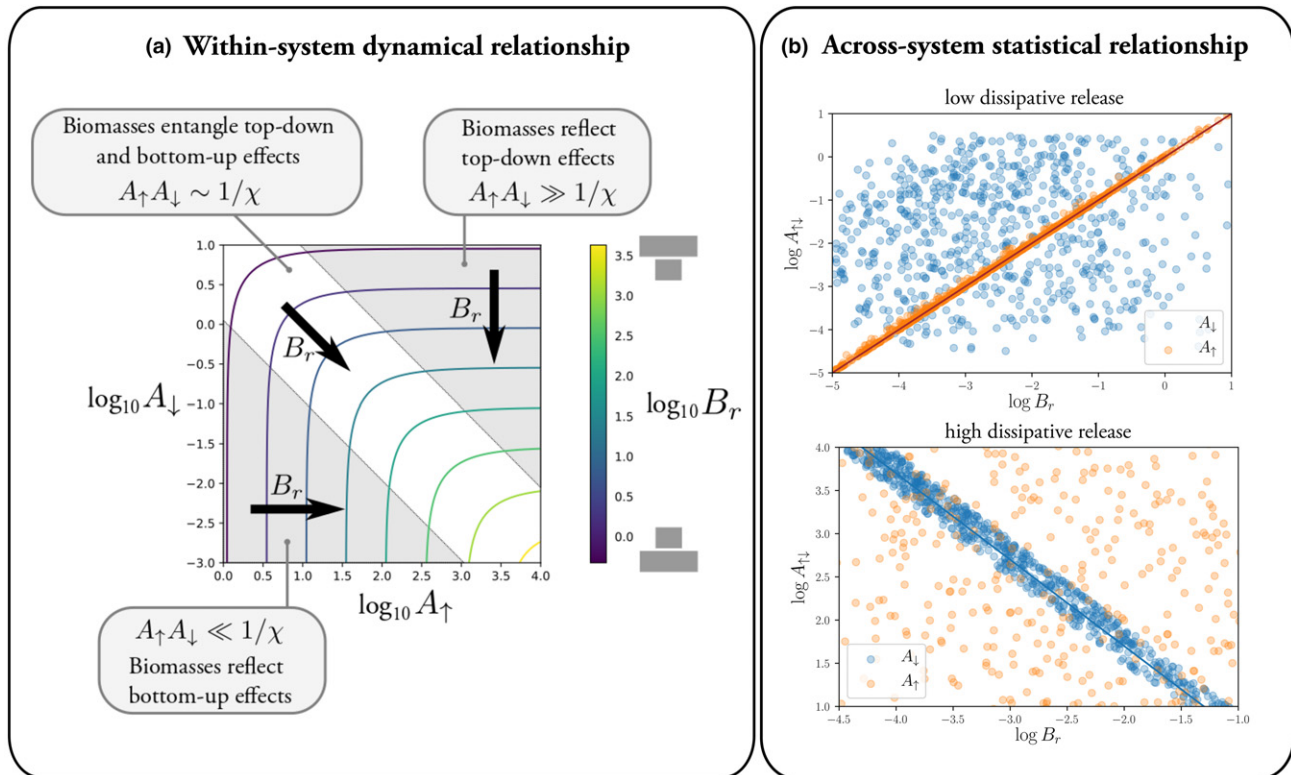 (a) Within-system dynamical relationship
Biomasses entangle top-down
and bottom-up effects
A↑A↓ ∼ 1/χ
Biomasses reflect
top-down effects
A↑A↓ ≫ 1/χ
log₁₀ A↓
1.0
0.5
0.0
−0.5
−1.0
−1.5
−2.0
−2.5
−3.0
B_r
B_r
B_r
0.0 0.5 1.0 1.5 2.0 2.5 3.0 3.5 4.0
log₁₀ A↑
3.5
3.0
2.5
2.0
1.5
1.0
0.5
0.0
log₁₀ B_r
A↑A↓ ≪ 1/χ
Biomasses reflect
bottom-up effects
(b) Across-system statistical relationship
low dissipative release
log A↑↓
1
0
−1
−2
−3
−4
−5
A↓
A↑
−5 −4 −3 −2 −1 0 1
log B_r
high dissipative release
log A↑↓
4.0
3.5
3.0
2.5
2.0
1.5
1.0
A↓
A↑
−4.5 −4.0 −3.5 −3.0 −2.5 −2.0 −1.5 −1.0
log B_r